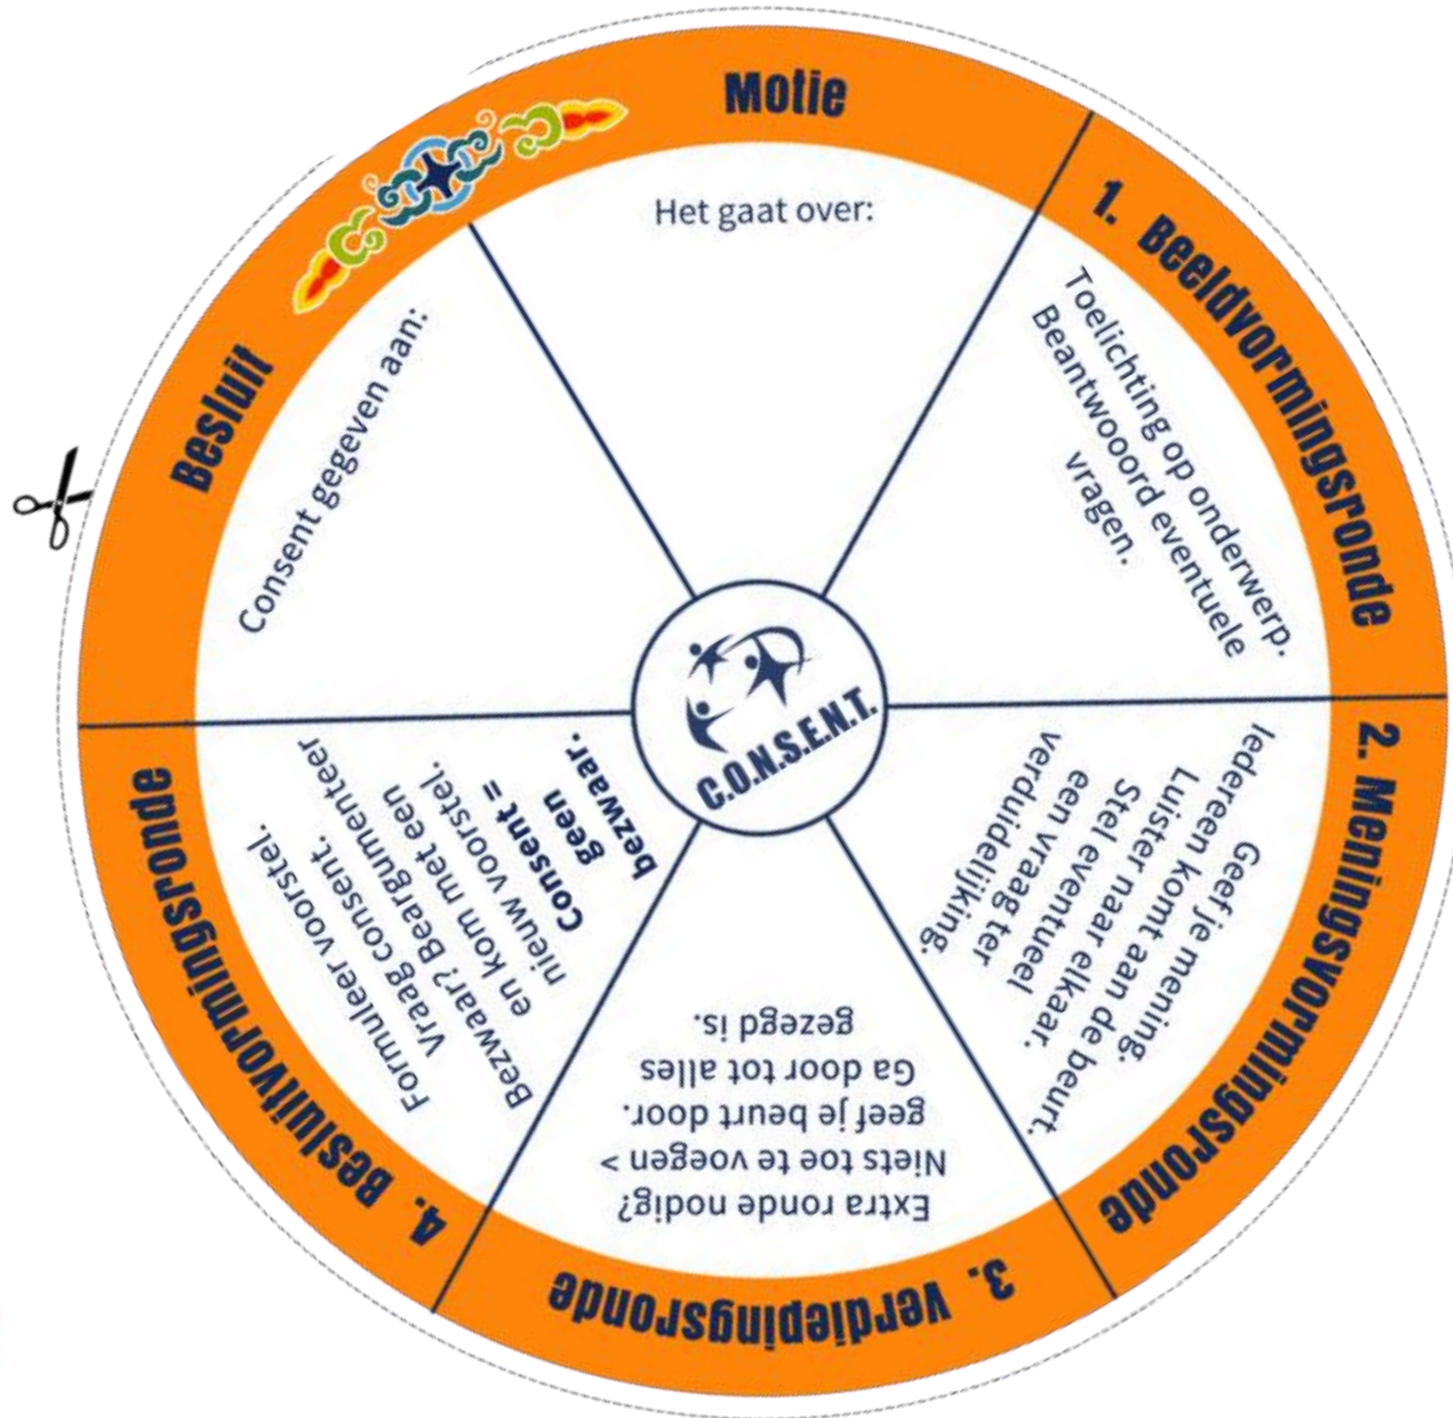 Motie
Het gaat over:
1. Beeldvormingsronde
Toelichting op onderwerp.
Beantwooord eventuele
vragen.
2. Meningsvormingsronde
Geef je mening.
Iedereen komt aan de beurt.
Luister naar elkaar.
Stel eventueel
een vraag ter
verduidelijking.
3. Verdiepingsronde
Extra ronde nodig?
Niets toe te voegen >
geef je beurt door.
Ga door tot alles
gezegd is.
4. Besluitvormingsronde
Formuleer voorstel.
Vraag consent.
Bezwaar? Beargumenteer
en kom met een
nieuw voorstel.
Consent =
geen
bezwaar.
Besluit
Consent gegeven aan:
C.O.N.S.E.N.T.